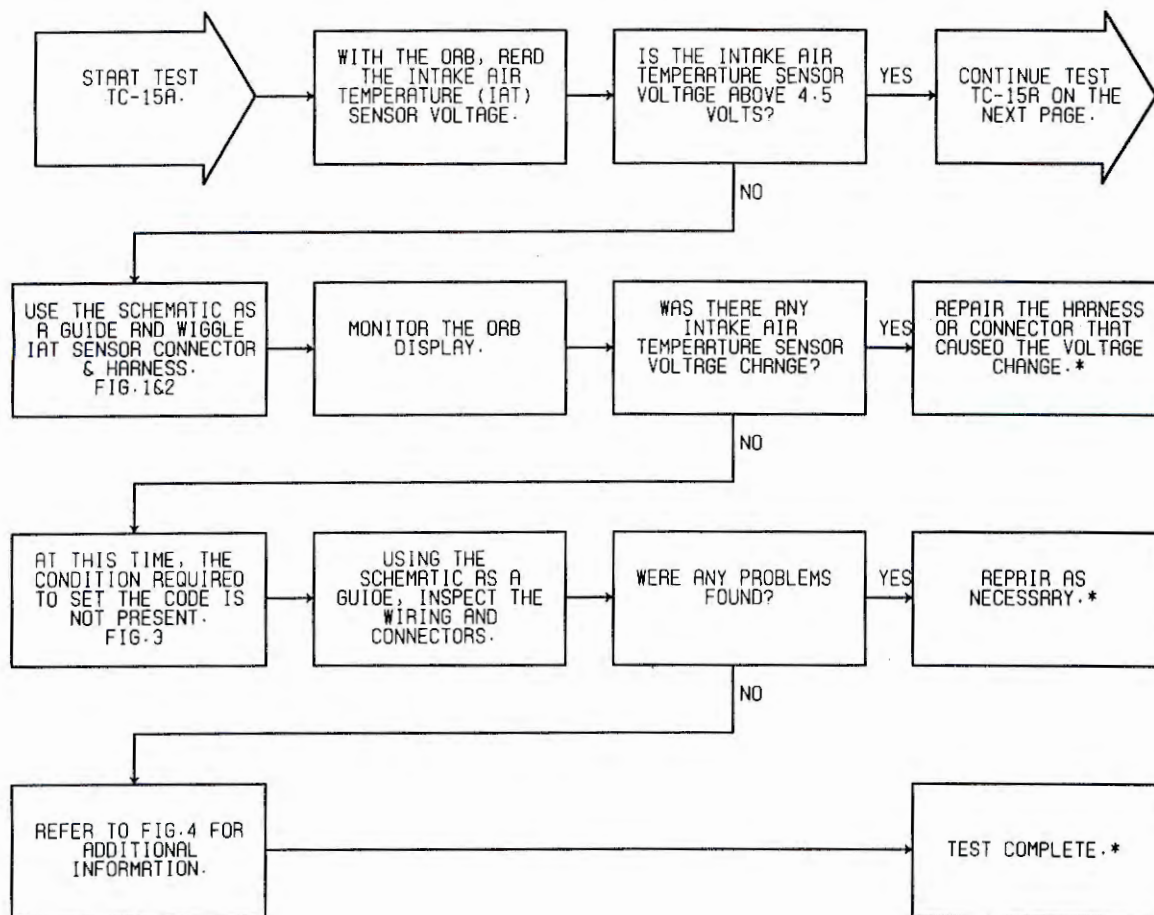 START TEST
TC-15A.
WITH THE DRB, READ
THE INTAKE AIR
TEMPERATURE (IAT)
SENSOR VOLTAGE.
IS THE INTAKE AIR
TEMPERATURE SENSOR
VOLTAGE ABOVE 4.5
VOLTS?
YES
CONTINUE TEST
TC-15A ON THE
NEXT PAGE.
NO
USE THE SCHEMATIC AS
A GUIDE AND WIGGLE
IAT SENSOR CONNECTOR
& HARNESS.
FIG.1&2
MONITOR THE DRB
DISPLAY.
WAS THERE ANY
INTAKE AIR
TEMPERATURE SENSOR
VOLTAGE CHANGE?
YES
REPAIR THE HARNESS
OR CONNECTOR THAT
CAUSED THE VOLTAGE
CHANGE.*
NO
AT THIS TIME, THE
CONDITION REQUIRED
TO SET THE CODE IS
NOT PRESENT.
FIG.3
USING THE
SCHEMATIC AS A
GUIDE, INSPECT THE
WIRING AND
CONNECTORS.
WERE ANY PROBLEMS
FOUND?
YES
REPAIR AS
NECESSARY.*
NO
REFER TO FIG.4 FOR
ADDITIONAL
INFORMATION.
TEST COMPLETE.*